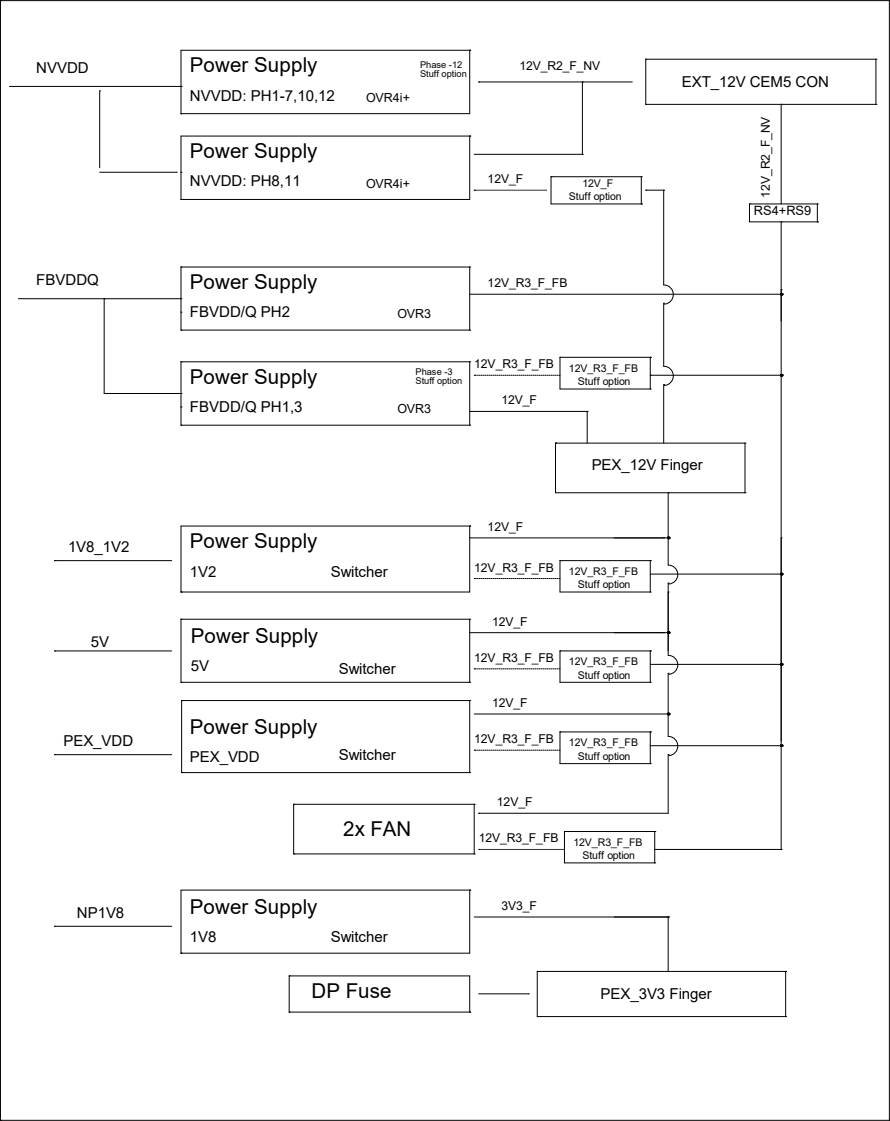 NVVDD
Power Supply
Phase -12
Stuff option
NVVDD: PH1-7,10,12
OVR4i+
12V_R2_F_NV
EXT_12V CEM5 CON
Power Supply
NVVDD: PH8,11
OVR4i+
12V_F
12V_F
Stuff option
12V_R2_F_NV
RS4+RS9
FBVDDQ
Power Supply
FBVDD/Q PH2
OVR3
12V_R3_F_FB
Power Supply
Phase -3
Stuff option
FBVDD/Q PH1,3
OVR3
12V_R3_F_FB
12V_R3_F_FB
Stuff option
12V_F
PEX_12V Finger
1V8_1V2
Power Supply
1V2
Switcher
12V_F
12V_R3_F_FB
12V_R3_F_FB
Stuff option
5V
Power Supply
5V
Switcher
12V_F
12V_R3_F_FB
12V_R3_F_FB
Stuff option
PEX_VDD
Power Supply
PEX_VDD
Switcher
12V_F
12V_R3_F_FB
12V_R3_F_FB
Stuff option
2x FAN
12V_F
12V_R3_F_FB
12V_R3_F_FB
Stuff option
NP1V8
Power Supply
1V8
Switcher
3V3_F
DP Fuse
PEX_3V3 Finger